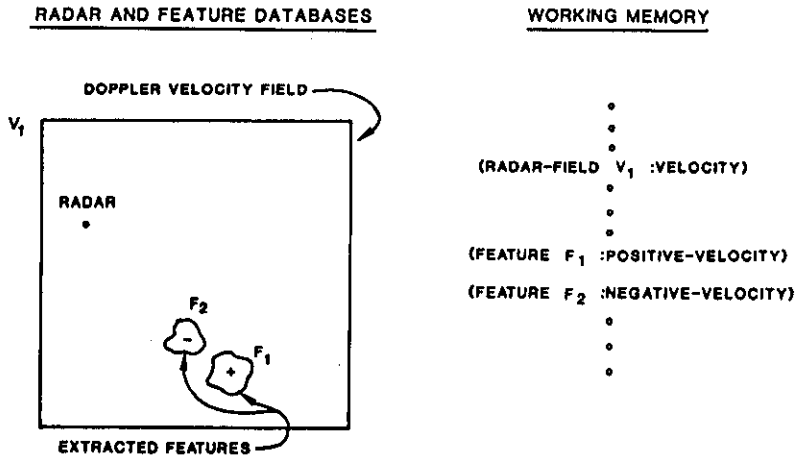 RADAR AND FEATURE DATABASES
WORKING MEMORY
DOPPLER VELOCITY FIELD
V₁
RADAR
F₂
-
F₁
+
EXTRACTED FEATURES
(RADAR-FIELD V₁ :VELOCITY)
(FEATURE F₁ :POSITIVE-VELOCITY)
(FEATURE F₂ :NEGATIVE-VELOCITY)